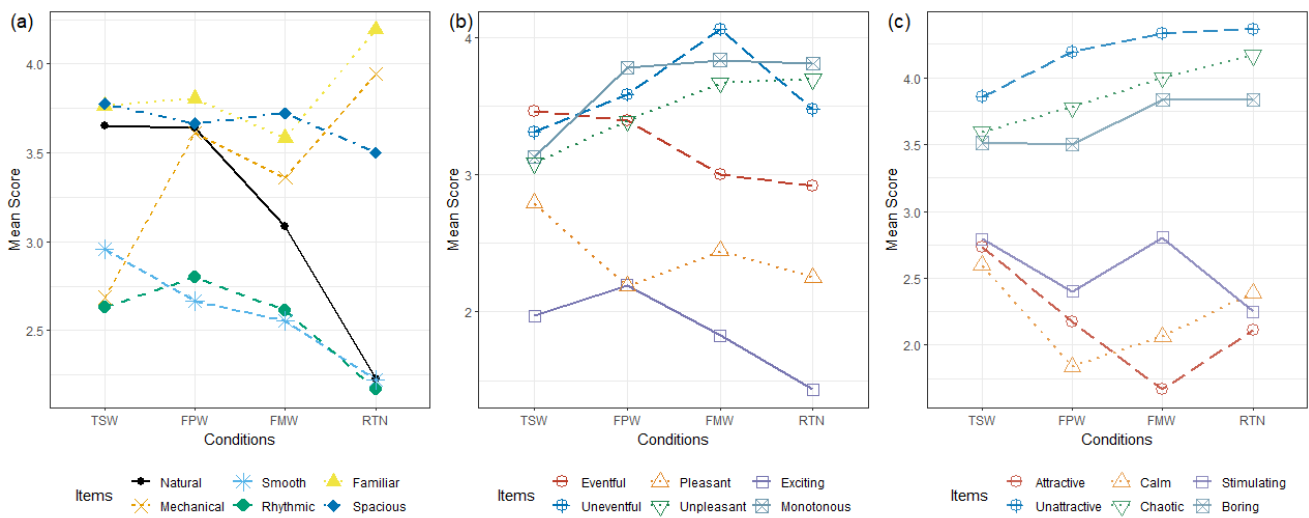 (a)
4.0
3.5
3.0
2.5
Mean Score
TSW FPW FMW RTN
Conditions
Items
Natural Smooth Familiar
Mechanical Rhythmic Spacious
(b)
4
3
2
Mean Score
TSW FPW FMW RTN
Conditions
Items
Eventful Pleasant Exciting
Uneventful Unpleasant Monotonous
(c)
4.0
3.5
3.0
2.5
2.0
Mean Score
TSW FPW FMW RTN
Conditions
Items
Attractive Calm Stimulating
Unattractive Chaotic Boring